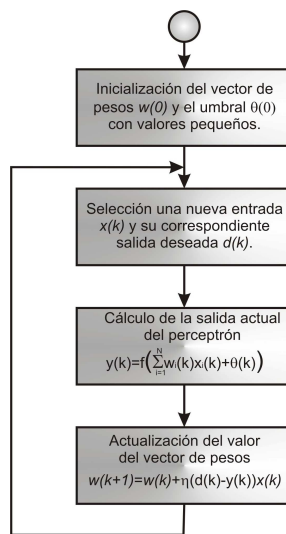 Inicialización del vector de
pesos w(0) y el umbral θ(0)
con valores pequeños.
Selección una nueva entrada
x(k) y su correspondiente
salida deseada d(k).
Cálculo de la salida actual
del perceptrón
y(k)=f(∑_{i=1}^{N} wᵢ(k)xᵢ(k)+θ(k))
Actualización del valor
del vector de pesos
w(k+1)=w(k)+η(d(k)-y(k))x(k)